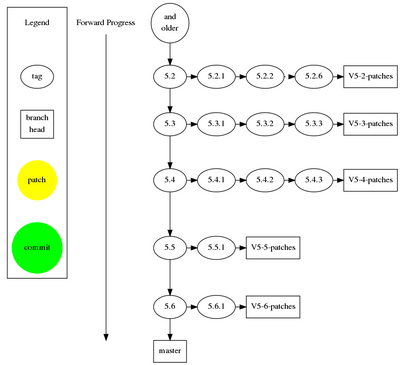 Legend
Forward Progress
and
older
tag
5.2
5.2.1
5.2.2
5.2.6
V5-2-patches
branch
head
5.3
5.3.1
5.3.2
5.3.3
V5-3-patches
patch
5.4
5.4.1
5.4.2
5.4.3
V5-4-patches
commit
5.5
5.5.1
V5-5-patches
5.6
5.6.1
V5-6-patches
master